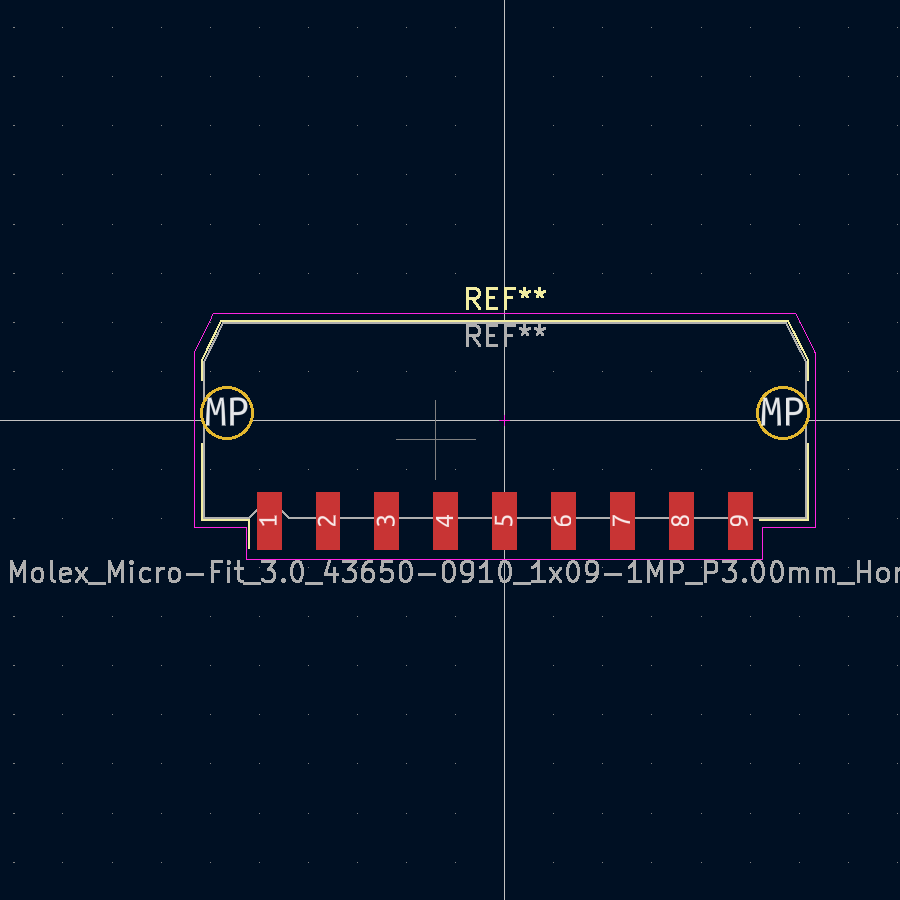 REF**
REF**
MP MP
1 2 3 4 5 6 7 8 9
Molex_Micro-Fit_3.0_43650-0910_1x09-1MP_P3.00mm_Hor